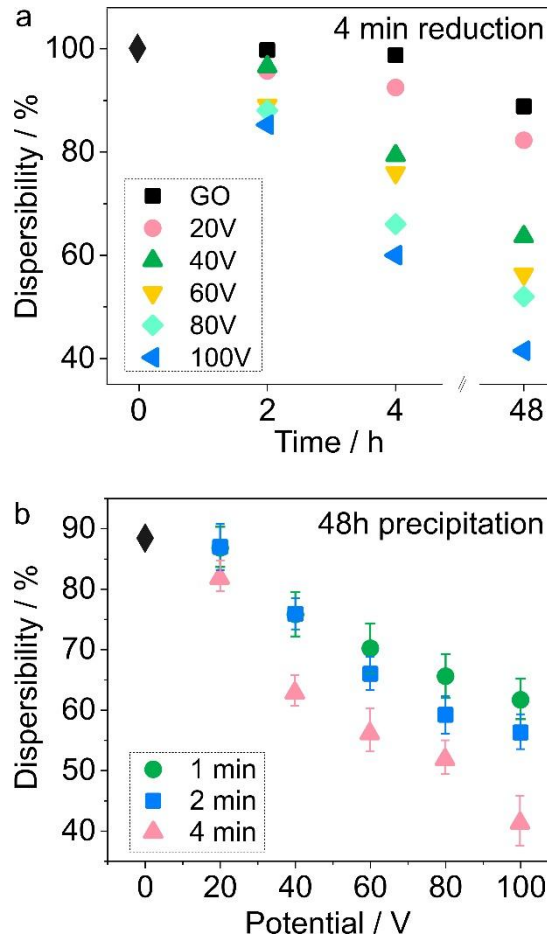 a
4 min reduction
100
80
60
40
Dispersibility / %
GO
20V
40V
60V
80V
100V
0 2 4 48
Time / h
b
48h precipitation
90
80
70
60
50
40
Dispersibility / %
1 min
2 min
4 min
0 20 40 60 80 100
Potential / V